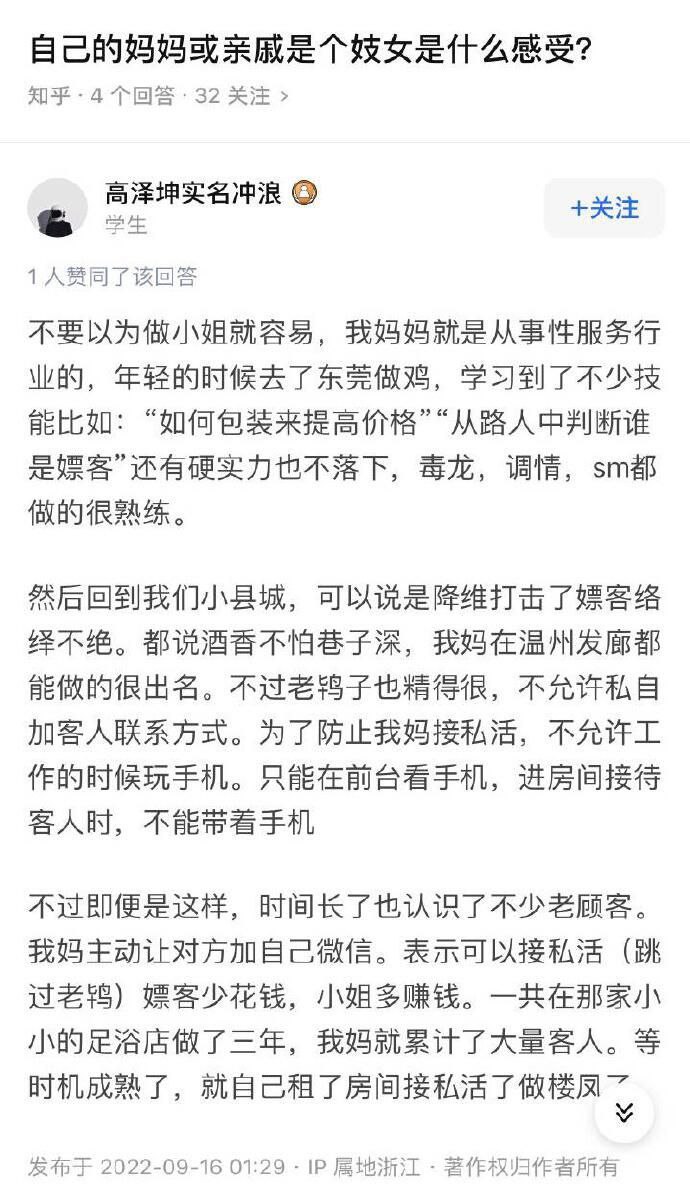 自己的妈妈或亲戚是个妓女是什么感受?
知乎 · 4 个回答 · 32 关注 >
高泽坤实名冲浪
学生
+关注
1 人赞同了该回答
不要以为做小姐就容易，我妈妈就是从事性服务行
业的，年轻的时候去了东莞做鸡，学习到了不少技
能比如：“如何包装来提高价格”“从路人中判断谁
是嫖客”还有硬实力也不落下，毒龙，调情，sm都
做的很熟练。
然后回到我们小县城，可以说是降维打击了嫖客络
绎不绝。都说酒香不怕巷子深，我妈在温州发廊都
能做的很出名。不过老鸨子也精得很，不允许私自
加客人联系方式。为了防止我妈接私活，不允许工
作的时候玩手机。只能在前台看手机，进房间接待
客人时，不能带着手机
不过即便是这样，时间长了也认识了不少老顾客。
我妈主动让对方加自己微信。表示可以接私活（跳
过老鸨）嫖客少花钱，小姐多赚钱。一共在那家小
小的足浴店做了三年，我妈就累计了大量客人。等
时机成熟了，就自己租了房间接私活了做楼凤了
发布于 2022-09-16 01:29 · IP 属地浙江 · 著作权归作者所有